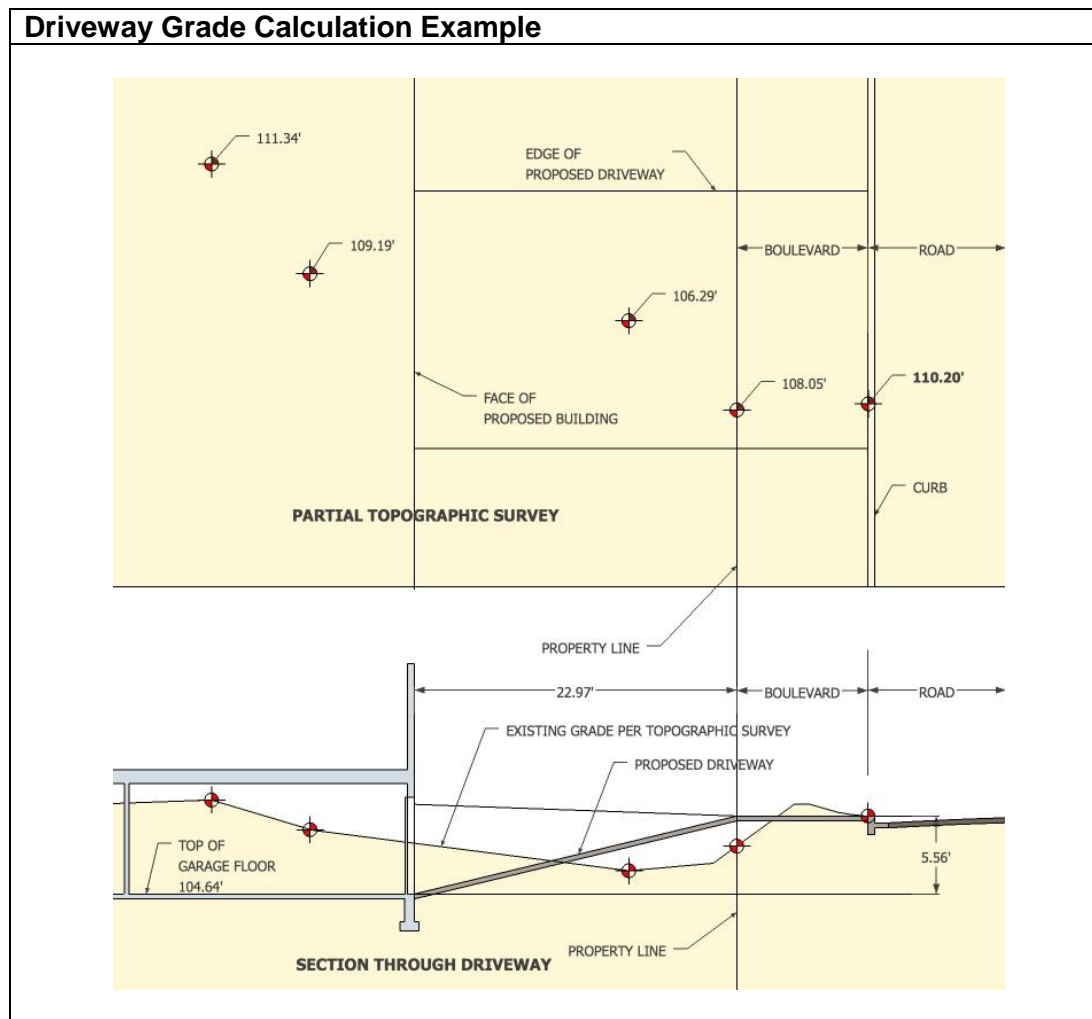 Driveway Grade Calculation Example
111.34'
EDGE OF
PROPOSED DRIVEWAY
109.19'
BOULEVARD
ROAD
106.29'
108.05'
110.20'
FACE OF
PROPOSED BUILDING
CURB
PARTIAL TOPOGRAPHIC SURVEY
PROPERTY LINE
22.97'
BOULEVARD
ROAD
EXISTING GRADE PER TOPOGRAPHIC SURVEY
PROPOSED DRIVEWAY
TOP OF
GARAGE FLOOR
104.64'
5.56'
PROPERTY LINE
SECTION THROUGH DRIVEWAY